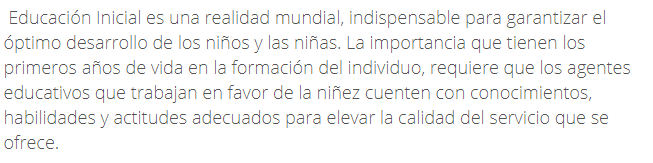 Educación Inicial es una realidad mundial, indispensable para garantizar el
óptimo desarrollo de los niños y las niñas. La importancia que tienen los
primeros años de vida en la formación del individuo, requiere que los agentes
educativos que trabajan en favor de la niñez cuenten con conocimientos,
habilidades y actitudes adecuados para elevar la calidad del servicio que se
ofrece.